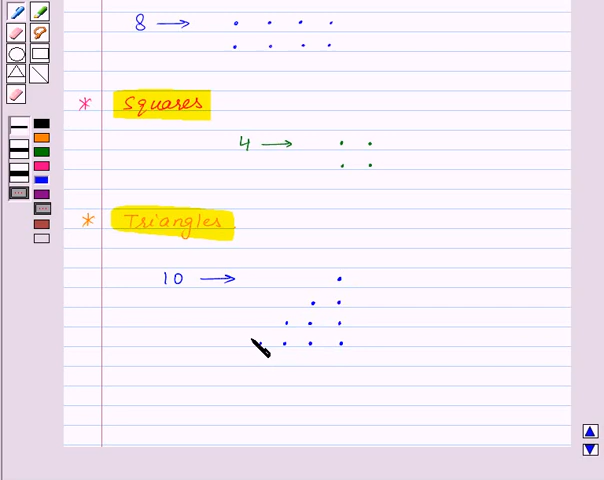 8 →
* Squares
4 →
* Triangles
10 →